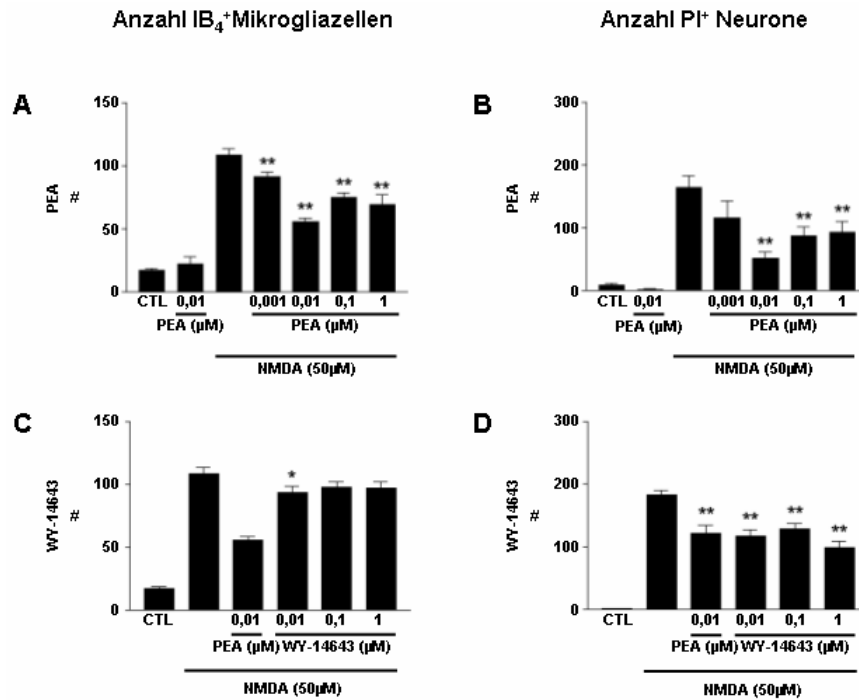 Anzahl IB4+Mikrogliazellen
Anzahl PI+ Neurone
A
150
100
50
0
PEA
#
**
**
**
**
CTL 0,01 0,001 0,01 0,1 1
PEA (µM) PEA (µM)
NMDA (50µM)
B
300
200
100
0
PEA
#
**
**
**
CTL 0,01 0,001 0,01 0,1 1
PEA (µM) PEA (µM)
NMDA (50µM)
C
150
100
50
0
WY-14643
#
*
CTL 0,01 0,01 0,1 1
PEA (µM) WY-14643 (µM)
NMDA (50µM)
D
300
200
100
0
WY-14643
#
**
**
**
**
CTL 0,01 0,01 0,1 1
PEA (µM) WY-14643 (µM)
NMDA (50µM)